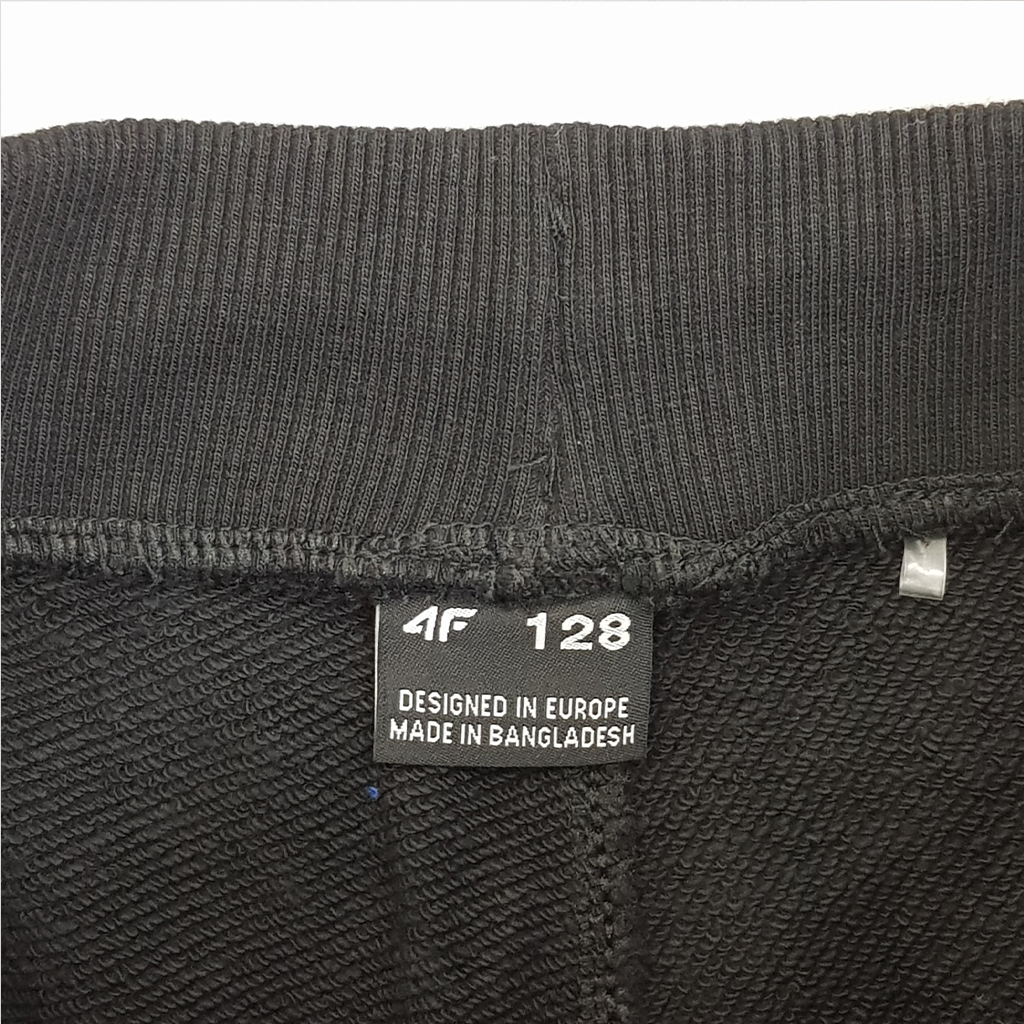 4F 128
DESIGNED IN EUROPE
MADE IN BANGLADESH